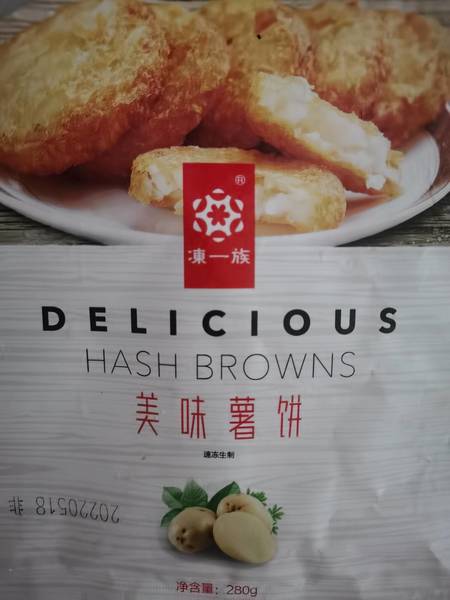 ®
凍一族
DELICIOUS
HASH BROWNS
美味薯饼
速冻生制
20220518 非
净含量：280g